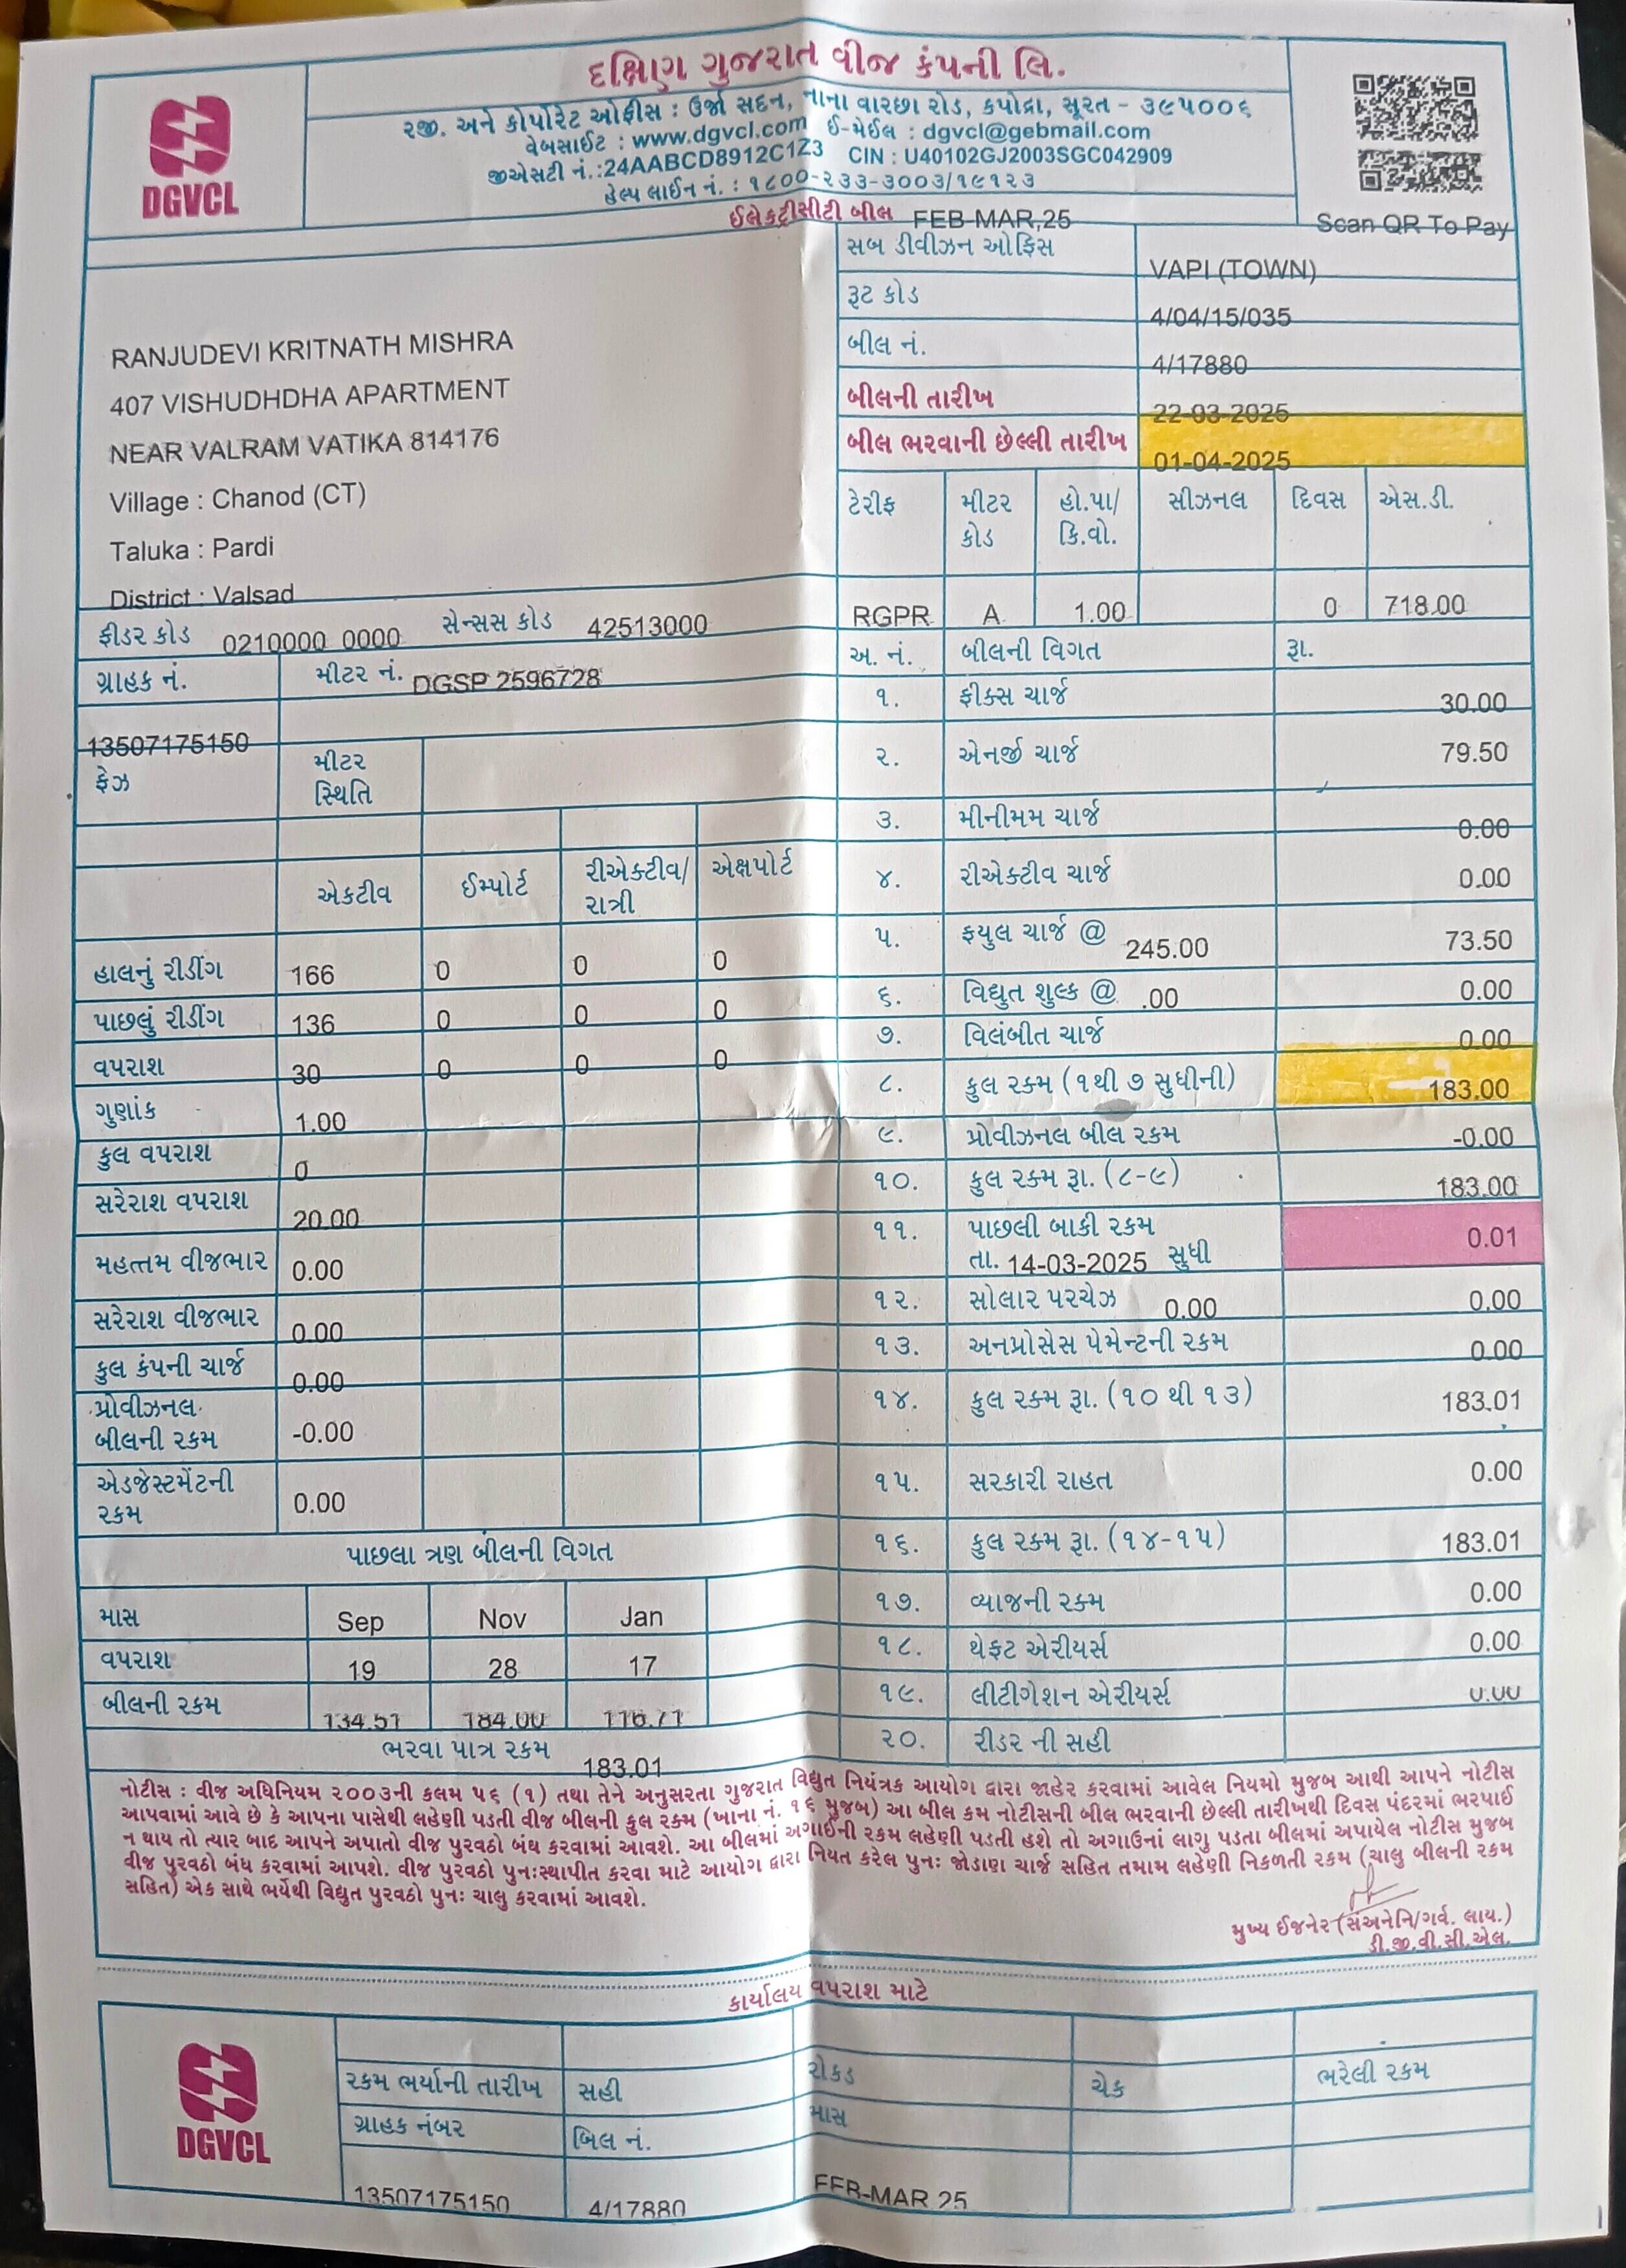 દક્ષિણ ગુજરાત વીજ કંપની લિ.
રજી. અને કોર્પોરેટ ઓફીસ : ઉર્જા સદન, નાના વારછા રોડ, કપોદ્રા, સૂરત - ૩૯૫૦૦૬
વેબસાઈટ : www.dgvcl.com ઈ-મેઈલ : dgvcl@gebmail.com
જીએસટી નં.:24AABCD8912C1Z3 CIN : U40102GJ2003SGC042909
હેલ્પ લાઈન નં. : ૧૮૦૦-૨૩૩-૩૦૦૩/૧૯૧૨૩
DGVCL
ઈલેકટ્રીસીટી બીલ FEB-MAR,25
Scan QR To Pay
RANJUDEVI KRITNATH MISHRA
407 VISHUDHDHA APARTMENT
NEAR VALRAM VATIKA 814176
Village : Chanod (CT)
Taluka : Pardi
District : Valsad
ફીડર કોડ 0210000 0000 સેન્સસ કોડ 42513000
ગ્રાહક નં. મીટર નં. DGSP 2596728
13507175150
ફેઝ મીટર સ્થિતિ
એકટીવ ઈમ્પોર્ટ રીએક્ટીવ/રાત્રી એક્ષપોર્ટ
હાલનું રીડીંગ 166 0 0 0
પાછલું રીડીંગ 136 0 0 0
વપરાશ 30 0 0 0
ગુણાંક 1.00
કુલ વપરાશ 0
સરેરાશ વપરાશ 20.00
મહત્તમ વીજભાર 0.00
સરેરાશ વીજભાર 0.00
કુલ કંપની ચાર્જ 0.00
પ્રોવીઝનલ
બીલની રકમ -0.00
એડજેસ્ટમેંટની
રકમ 0.00
પાછલા ત્રણ બીલની વિગત
માસ Sep Nov Jan
વપરાશ 19 28 17
બીલની રકમ 134.51 184.00 116.71
ભરવા પાત્ર રકમ 183.01
સબ ડીવીઝન ઓફિસ VAPI (TOWN)
રૂટ કોડ 4/04/15/035
બીલ નં. 4/17880
બીલની તારીખ 22-03-2025
બીલ ભરવાની છેલ્લી તારીખ 01-04-2025
ટેરીફ મીટર કોડ હો.પા/કિ.વો. સીઝનલ દિવસ એસ.ડી.
RGPR A 1.00 0 718.00
અ. નં. બીલની વિગત રૂા.
૧. ફીકસ ચાર્જ 30.00
૨. એનર્જી ચાર્જ 79.50
૩. મીનીમમ ચાર્જ 0.00
૪. રીએક્ટીવ ચાર્જ 0.00
૫. ફયુલ ચાર્જ @ 245.00 73.50
૬. વિદ્યુત શુલ્ક @ .00 0.00
૭. વિલંબીત ચાર્જ 0.00
૮. કુલ રકમ (૧થી ૭ સુધીની) 183.00
૯. પ્રોવીઝનલ બીલ રકમ -0.00
૧૦. કુલ રકમ રૂા. (૮-૯) 183.00
૧૧. પાછલી બાકી રકમ
તા. 14-03-2025 સુધી 0.01
૧૨. સોલાર પરચેઝ 0.00 0.00
૧૩. અનપ્રોસેસ પેમેન્ટની રકમ 0.00
૧૪. કુલ રકમ રૂા. (૧૦ થી ૧૩) 183.01
૧૫. સરકારી રાહત 0.00
૧૬. કુલ રકમ રૂા. (૧૪-૧૫) 183.01
૧૭. વ્યાજની રકમ 0.00
૧૮. થેફટ એરીયર્સ 0.00
૧૯. લીટીગેશન એરીયર્સ 0.00
૨૦. રીડર ની સહી
નોટીસ : વીજ અધિનિયમ ૨૦૦૩ની કલમ ૫૬ (૧) તથા તેને અનુસરતા ગુજરાત વિદ્યુત નિયંત્રક આયોગ દ્વારા જાહેર કરવામાં આવેલ નિયમો મુજબ આથી આપને નોટીસ
આપવામાં આવે છે કે આપના પાસેથી લહેણી પડતી વીજ બીલની કુલ રકમ (ખાના નં. ૧૬ મુજબ) આ બીલ કમ નોટીસની બીલ ભરવાની છેલ્લી તારીખથી દિવસ પંદરમાં ભરપાઈ
ન થાય તો ત્યાર બાદ આપને અપાતો વીજ પુરવઠો બંધ કરવામાં આવશે. આ બીલમાં અગાઈની રકમ લહેણી પડતી હશે તો અગાઉનાં લાગુ પડતા બીલમાં અપાયેલ નોટીસ મુજબ
વીજ પુરવઠો બંધ કરવામાં આપશે. વીજ પુરવઠો પુનઃસ્થાપીત કરવા માટે આયોગ દ્વારા નિયત કરેલ પુનઃ જોડાણ ચાર્જ સહિત તમામ લહેણી નિકળતી રકમ (ચાલુ બીલની રકમ
સહિત) એક સાથે ભર્યેથી વિદ્યુત પુરવઠો પુનઃ ચાલુ કરવામાં આવશે.
મુખ્ય ઈજનેર (સંઅનેનિ/ગર્વ. લાય.)
ડી.જી.વી.સી.એલ.
કાર્યાલય વપરાશ માટે
DGVCL
રકમ ભર્યાની તારીખ સહી રોકડ ચેક ભરેલી રકમ
ગ્રાહક નંબર બિલ નં. માસ
13507175150 4/17880 FEB-MAR 25